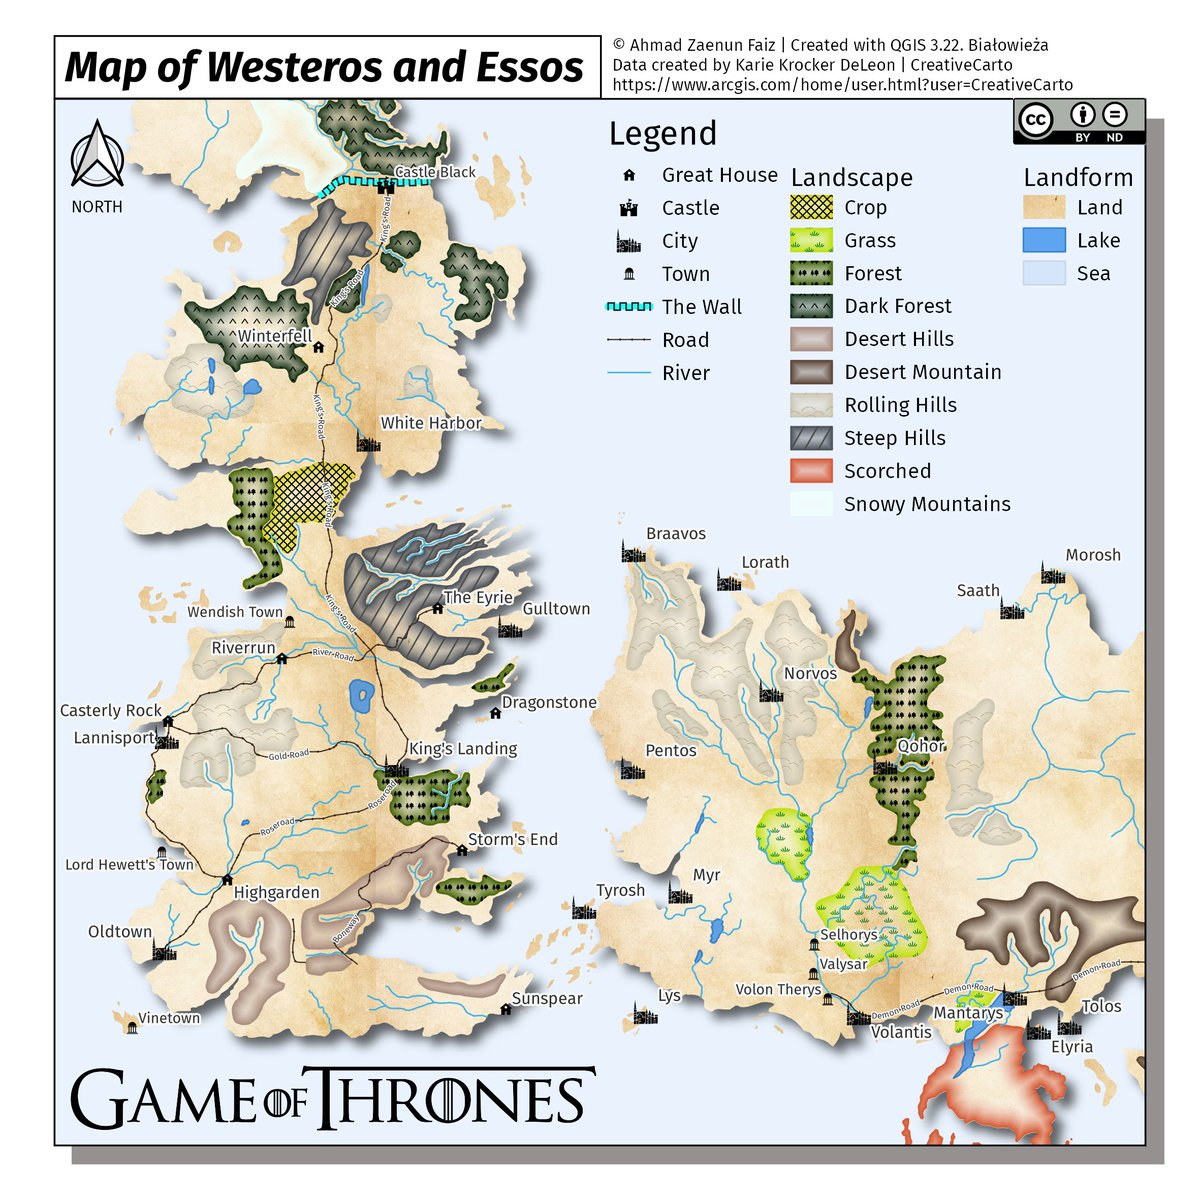 Map of Westeros and Essos
© Ahmad Zaenun Faiz | Created with QGIS 3.22. Białowieża
Data created by Karie Krocker DeLeon | CreativeCarto
https://www.arcgis.com/home/user.html?user=CreativeCarto
cc
BY ND
NORTH
Legend
Great House
Castle
City
Town
The Wall
Road
River
Landscape
Crop
Grass
Forest
Dark Forest
Desert Hills
Desert Mountain
Rolling Hills
Steep Hills
Scorched
Snowy Mountains
Landform
Land
Lake
Sea
Castle Black
King's Road
King's Road
Winterfell
King's Road
White Harbor
King's Road
The Eyrie
Gulltown
Wendish Town
King's Road
Riverrun
River Road
Casterly Rock
Dragonstone
Lannisport
King's Landing
Gold Road
Roseroad
Roseroad
Storm's End
Lord Hewett's Town
Highgarden
Oldtown
Boneway
Sunspear
Vinetown
Braavos
Lorath
Morosh
Saath
Norvos
Pentos
Qohor
Myr
Tyrosh
Selhorys
Valysar
Volon Therys
Lys
Demon Road
Demon Road
Demon Road
Mantarys
Tolos
Volantis
Elyria
GAME OF THRONES